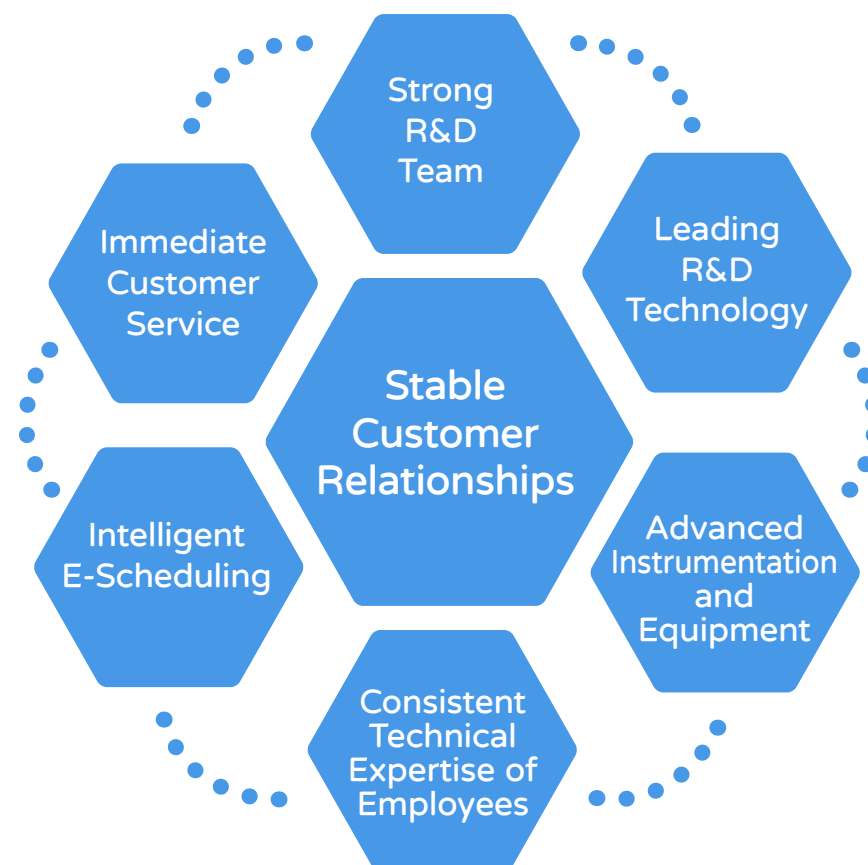 Strong
R&D
Team
Leading
R&D
Technology
Advanced
Instrumentation
and
Equipment
Consistent
Technical
Expertise of
Employees
Intelligent
E-Scheduling
Immediate
Customer
Service
Stable
Customer
Relationships